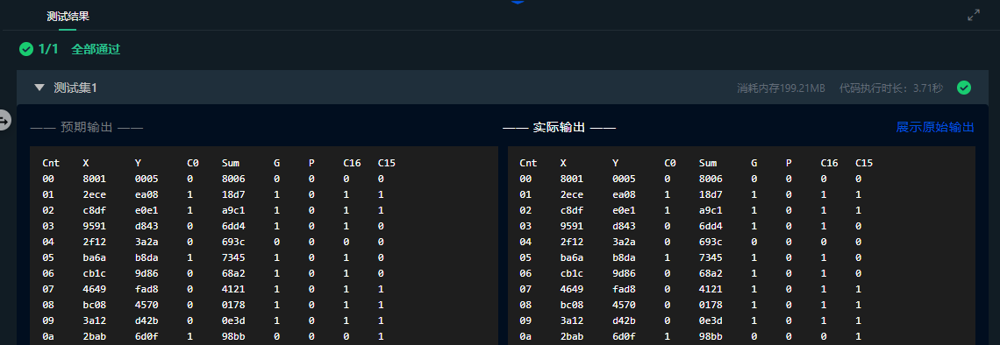 测试结果
1/1 全部通过
测试集1 消耗内存199.21MB 代码执行时长：3.71秒
—— 预期输出 —— —— 实际输出 —— 展示原始输出
Cnt X Y C0 Sum G P C16 C15 Cnt X Y C0 Sum G P C16 C15
00 8001 0005 0 8006 0 0 0 0 00 8001 0005 0 8006 0 0 0 0
01 2ece ea08 1 18d7 1 0 1 1 01 2ece ea08 1 18d7 1 0 1 1
02 c8df e0e1 1 a9c1 1 0 1 1 02 c8df e0e1 1 a9c1 1 0 1 1
03 9591 d843 0 6dd4 1 0 1 0 03 9591 d843 0 6dd4 1 0 1 0
04 2f12 3a2a 0 693c 0 0 0 0 04 2f12 3a2a 0 693c 0 0 0 0
05 ba6a b8da 1 7345 1 0 1 0 05 ba6a b8da 1 7345 1 0 1 0
06 cb1c 9d86 0 68a2 1 0 1 0 06 cb1c 9d86 0 68a2 1 0 1 0
07 4649 fad8 0 4121 1 0 1 1 07 4649 fad8 0 4121 1 0 1 1
08 bc08 4570 0 0178 1 0 1 1 08 bc08 4570 0 0178 1 0 1 1
09 3a12 d42b 0 0e3d 1 0 1 1 09 3a12 d42b 0 0e3d 1 0 1 1
0a 2bab 6d0f 1 98bb 0 0 0 1 0a 2bab 6d0f 1 98bb 0 0 0 1